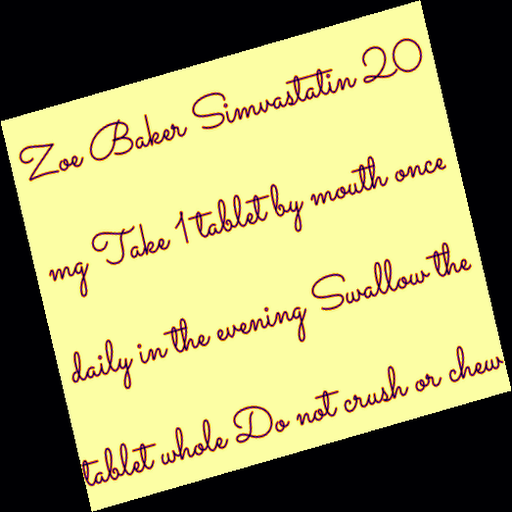 Zoe Baker Simvastatin 20
mg Take 1 tablet by mouth once
daily in the evening Swallow the
tablet whole Do not crush or chew